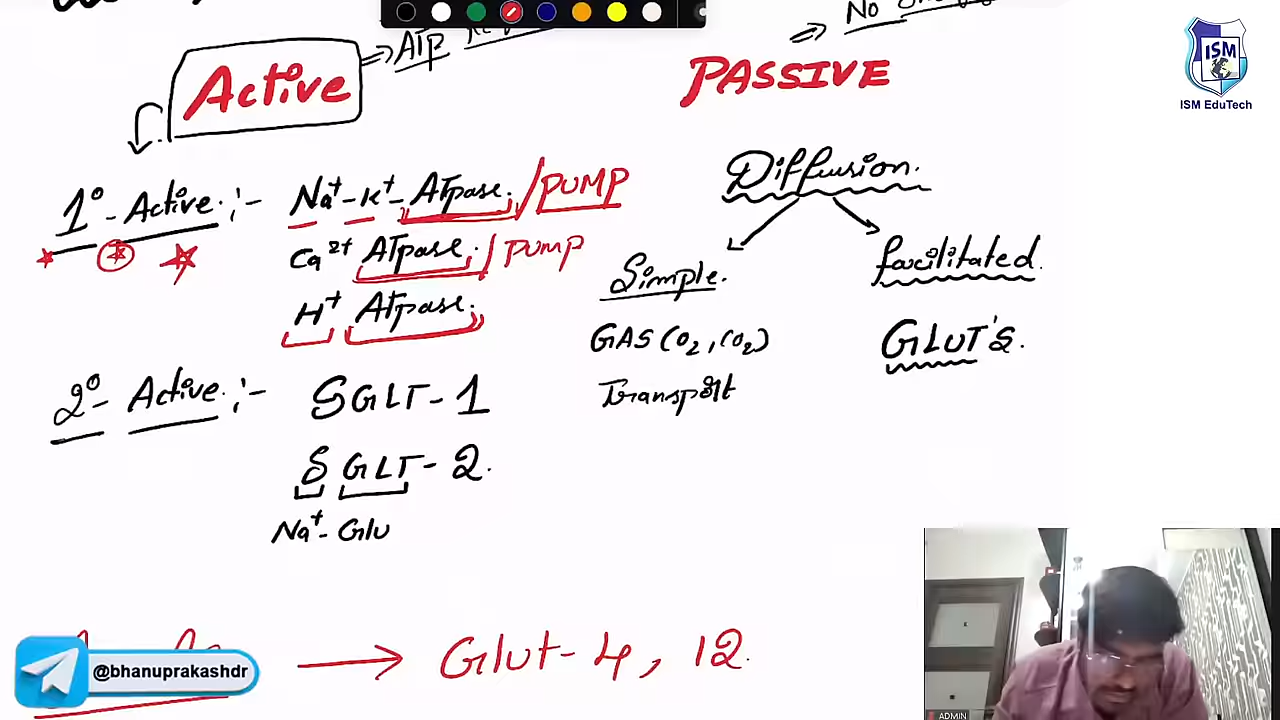 ATP
No
Active
PASSIVE
ISM
ISM EduTech
1° - Active :- Na⁺-K⁺- ATpase. / PUMP
Ca²⁺ ATpase. / PUMP
H⁺ ATpase.
2° - Active :- SGLT-1
SGLT-2.
Na⁺- Glu
Diffusion.
Simple.
GAS (O₂, CO₂)
Transport
facilitated.
GLUT'S.
→ Glut-4, 12.
@bhanuprakashdr
ADMIN